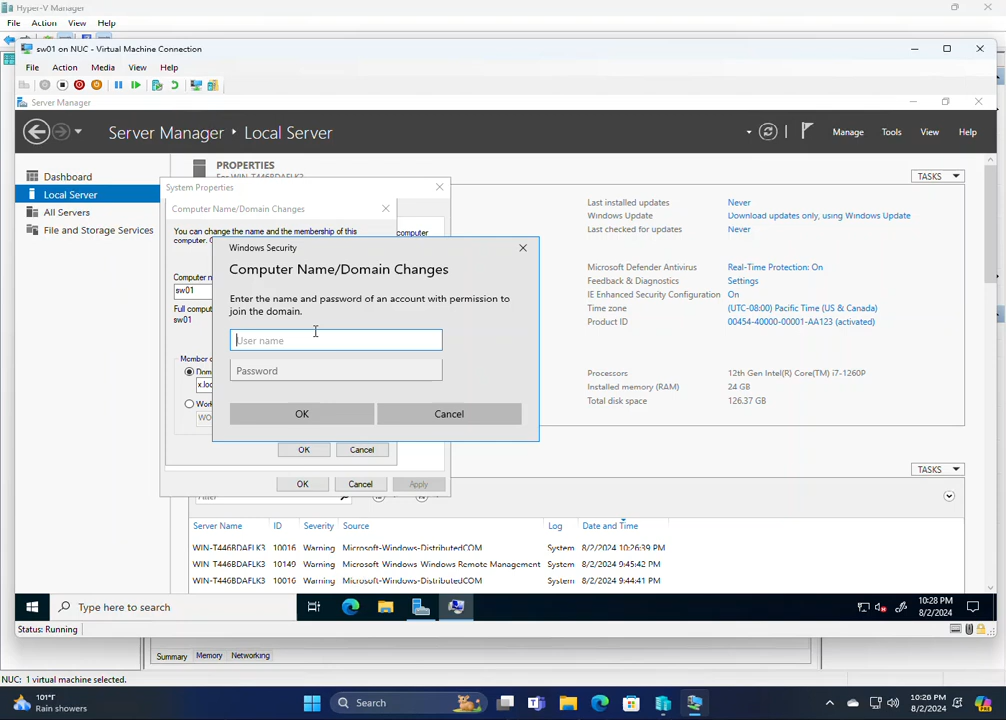 Hyper-V Manager
File Action View Help
sw01 on NUC - Virtual Machine Connection
File Action Media View Help
Server Manager
Server Manager ‣ Local Server
Manage Tools View Help
Dashboard
Local Server
All Servers
File and Storage Services
PROPERTIES
TASKS
System Properties
Computer Name/Domain Changes
You can change the name and the membership of this
computer.
computer
Computer n
sw01
Full comput
sw01
Member o
Dom
x.loc
Work
WO
OK Cancel
OK Cancel Apply
Windows Security
Computer Name/Domain Changes
Enter the name and password of an account with permission to
join the domain.
User name
Password
OK Cancel
Last installed updates Never
Windows Update Download updates only, using Windows Update
Last checked for updates Never
Microsoft Defender Antivirus Real-Time Protection: On
Feedback & Diagnostics Settings
IE Enhanced Security Configuration On
Time zone (UTC-08:00) Pacific Time (US & Canada)
Product ID 00454-40000-00001-AA123 (activated)
Processors 12th Gen Intel(R) Core(TM) i7-1260P
Installed memory (RAM) 24 GB
Total disk space 126.37 GB
TASKS
Filter
Server Name ID Severity Source Log Date and Time
WIN-T446BDAFLK3 10016 Warning Microsoft-Windows-DistributedCOM System 8/2/2024 10:26:39 PM
WIN-T446BDAFLK3 10149 Warning Microsoft Windows Windows Remote Management System 8/2/2024 9:45:42 PM
WIN-T446BDAFLK3 10016 Warning Microsoft-Windows-DistributedCOM System 8/2/2024 9:44:41 PM
Type here to search
10:28 PM
8/2/2024
Status: Running
Summary Memory Networking
NUC: 1 virtual machine selected.
101°F
Rain showers
Search
10:28 PM
8/2/2024